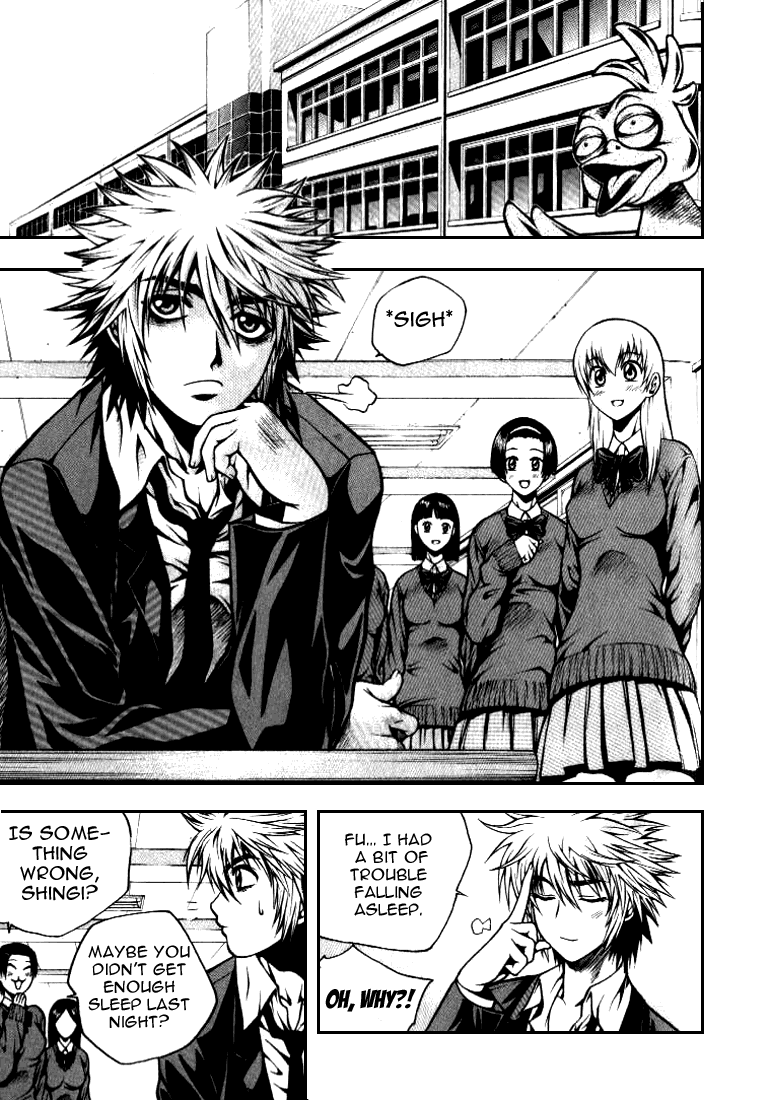 *SIGH*
IS SOME-
THING
WRONG,
SHINGI?
MAYBE YOU
DIDN'T GET
ENOUGH
SLEEP LAST
NIGHT?
FU... I HAD
A BIT OF
TROUBLE
FALLING
ASLEEP.
OH, WHY?!